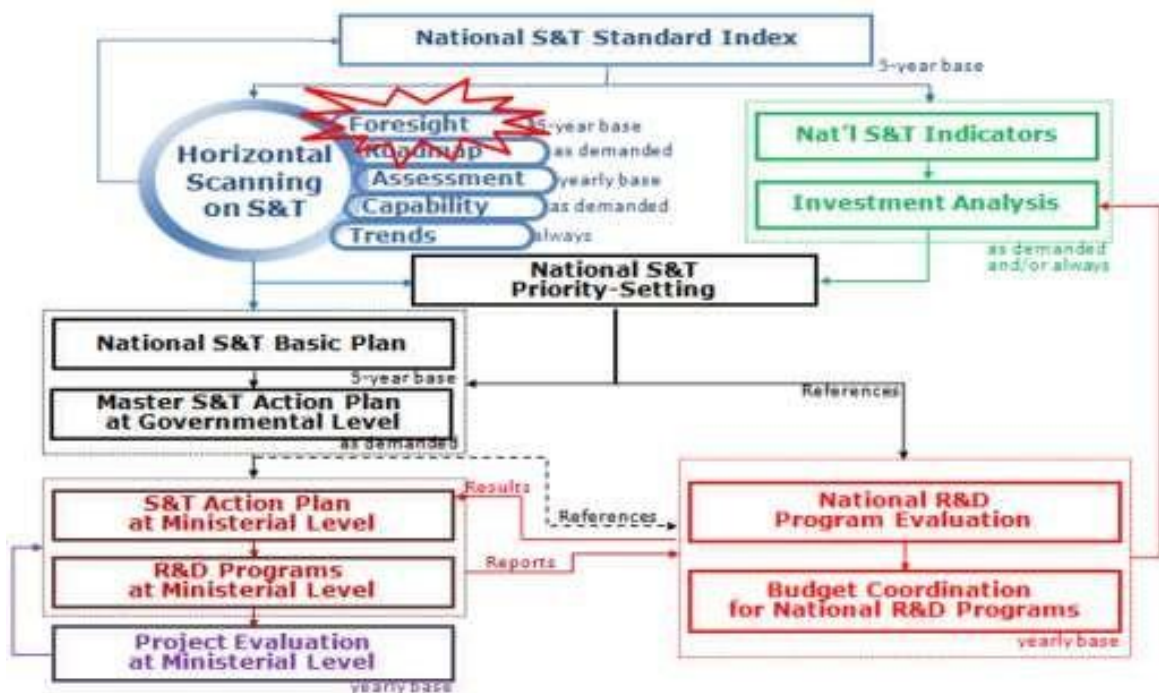 National S&T Standard Index
5-year base
Foresight
5-year base
Roadmap
as demanded
Assessment
yearly base
Capability
as demanded
Trends
always
Horizontal
Scanning
on S&T
Nat'l S&T Indicators
Investment Analysis
as demanded
and/or always
National S&T
Priority-Setting
National S&T Basic Plan
5-year base
Master S&T Action Plan
at Governmental Level
as demanded
References
S&T Action Plan
at Ministerial Level
Results
References
R&D Programs
at Ministerial Level
Reports
National R&D
Program Evaluation
Budget Coordination
for National R&D Programs
yearly base
Project Evaluation
at Ministerial Level
yearly base